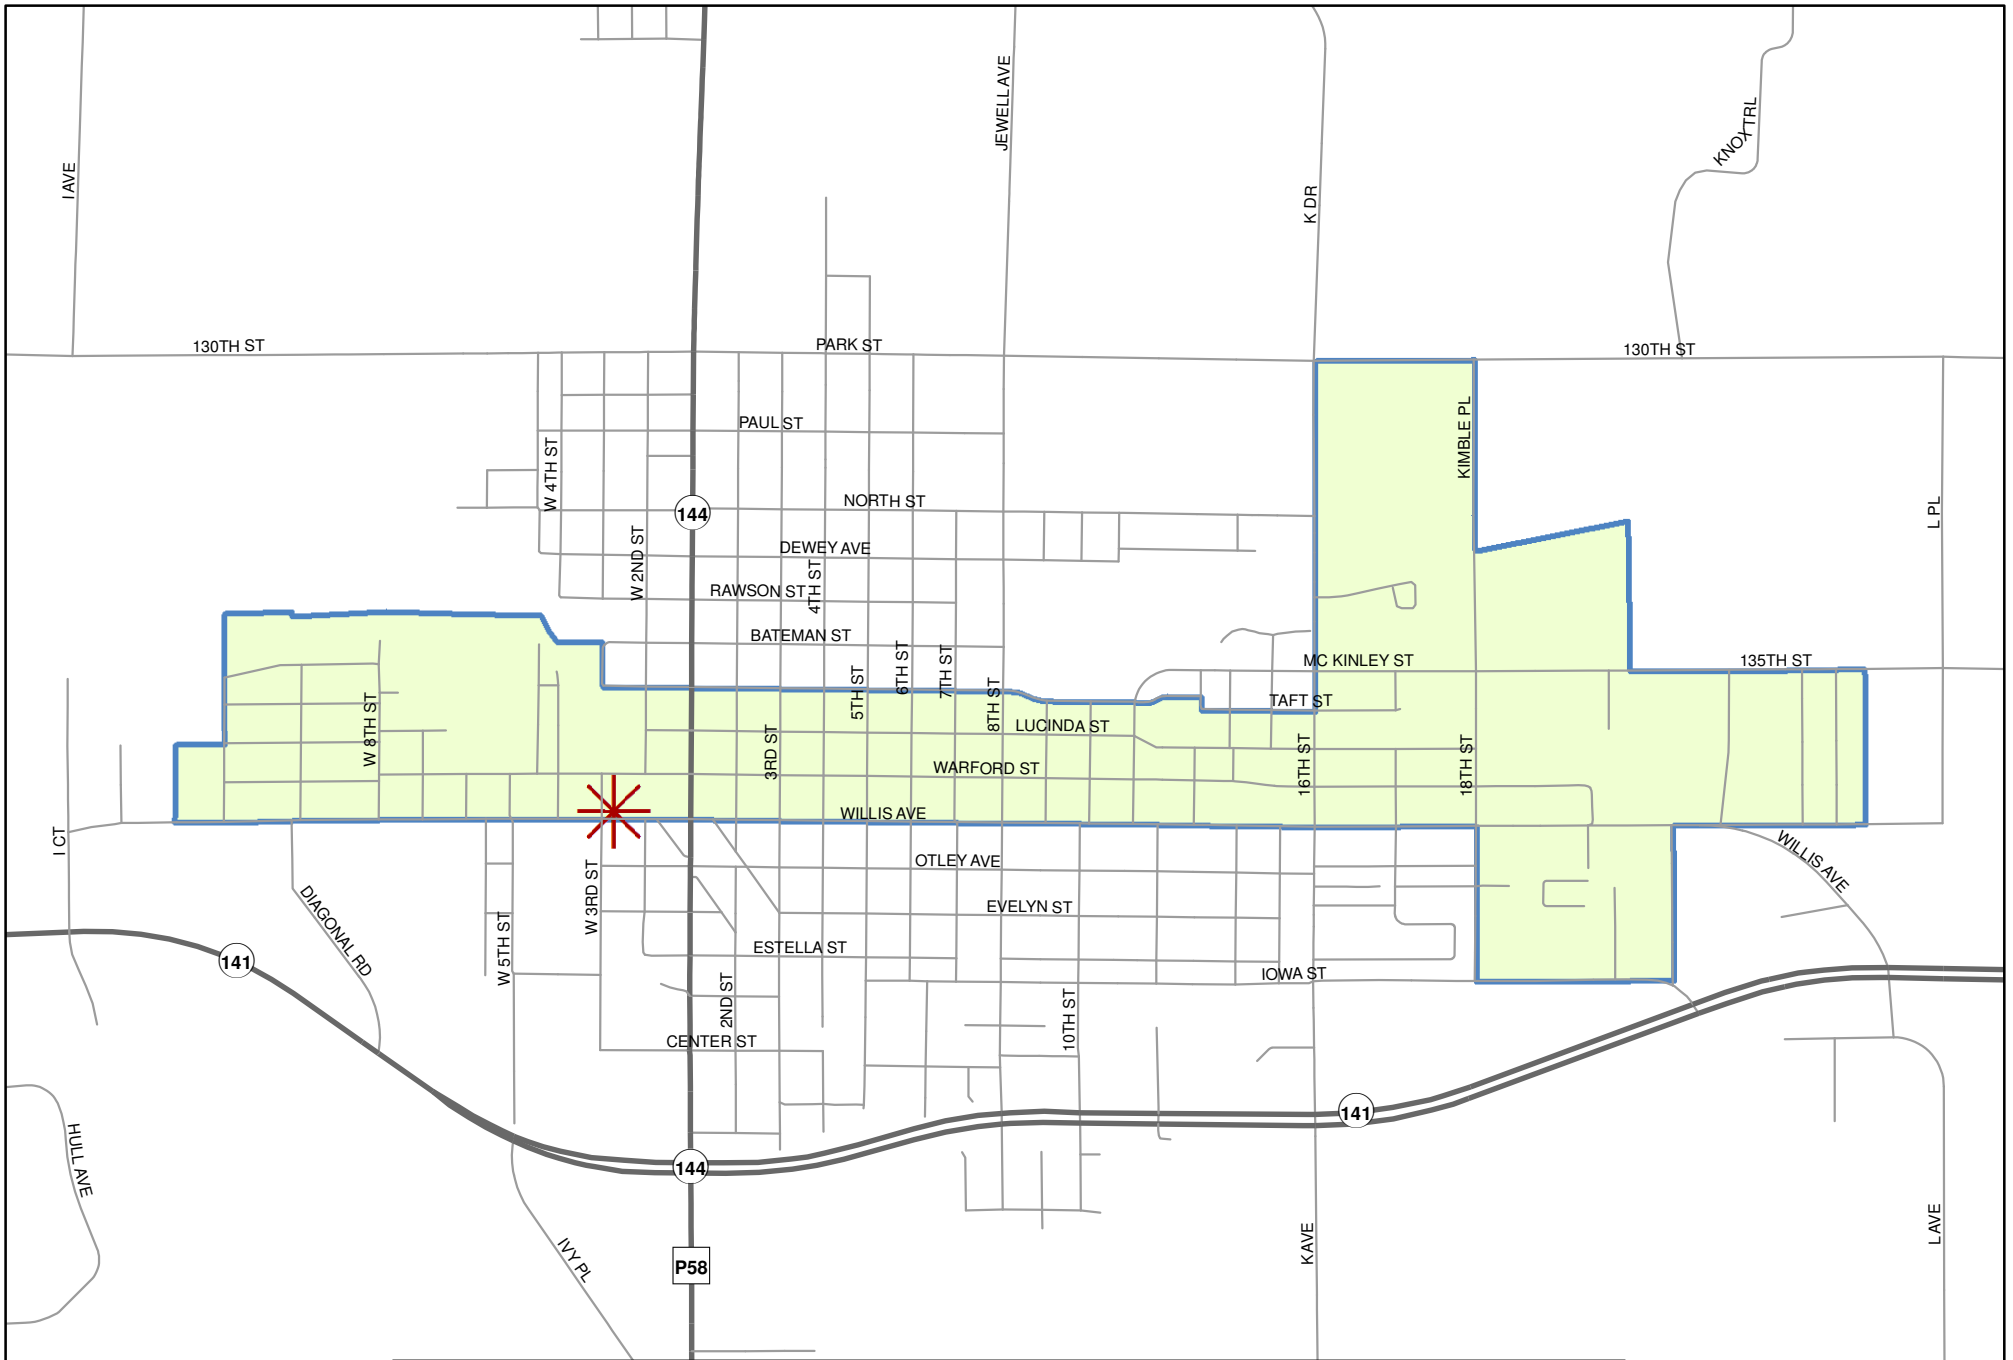 JEWELL AVE
KNOX TRL
I AVE
K DR
130TH ST
PARK ST
130TH ST
PAUL ST
KIMBLE PL
W 4TH ST
NORTH ST
144
L PL
DEWEY AVE
W 2ND ST
RAWSON ST
4TH ST
BATEMAN ST
6TH ST
7TH ST
MC KINLEY ST
135TH ST
5TH ST
8TH ST
TAFT ST
W 8TH ST
LUCINDA ST
3RD ST
16TH ST
18TH ST
WARFORD ST
WILLIS AVE
I CT
OTLEY AVE
WILLIS AVE
W 3RD ST
EVELYN ST
DIAGONAL RD
W 5TH ST
ESTELLA ST
141
IOWA ST
2ND ST
10TH ST
CENTER ST
141
HULL AVE
144
L AVE
K AVE
IVY PL
P58